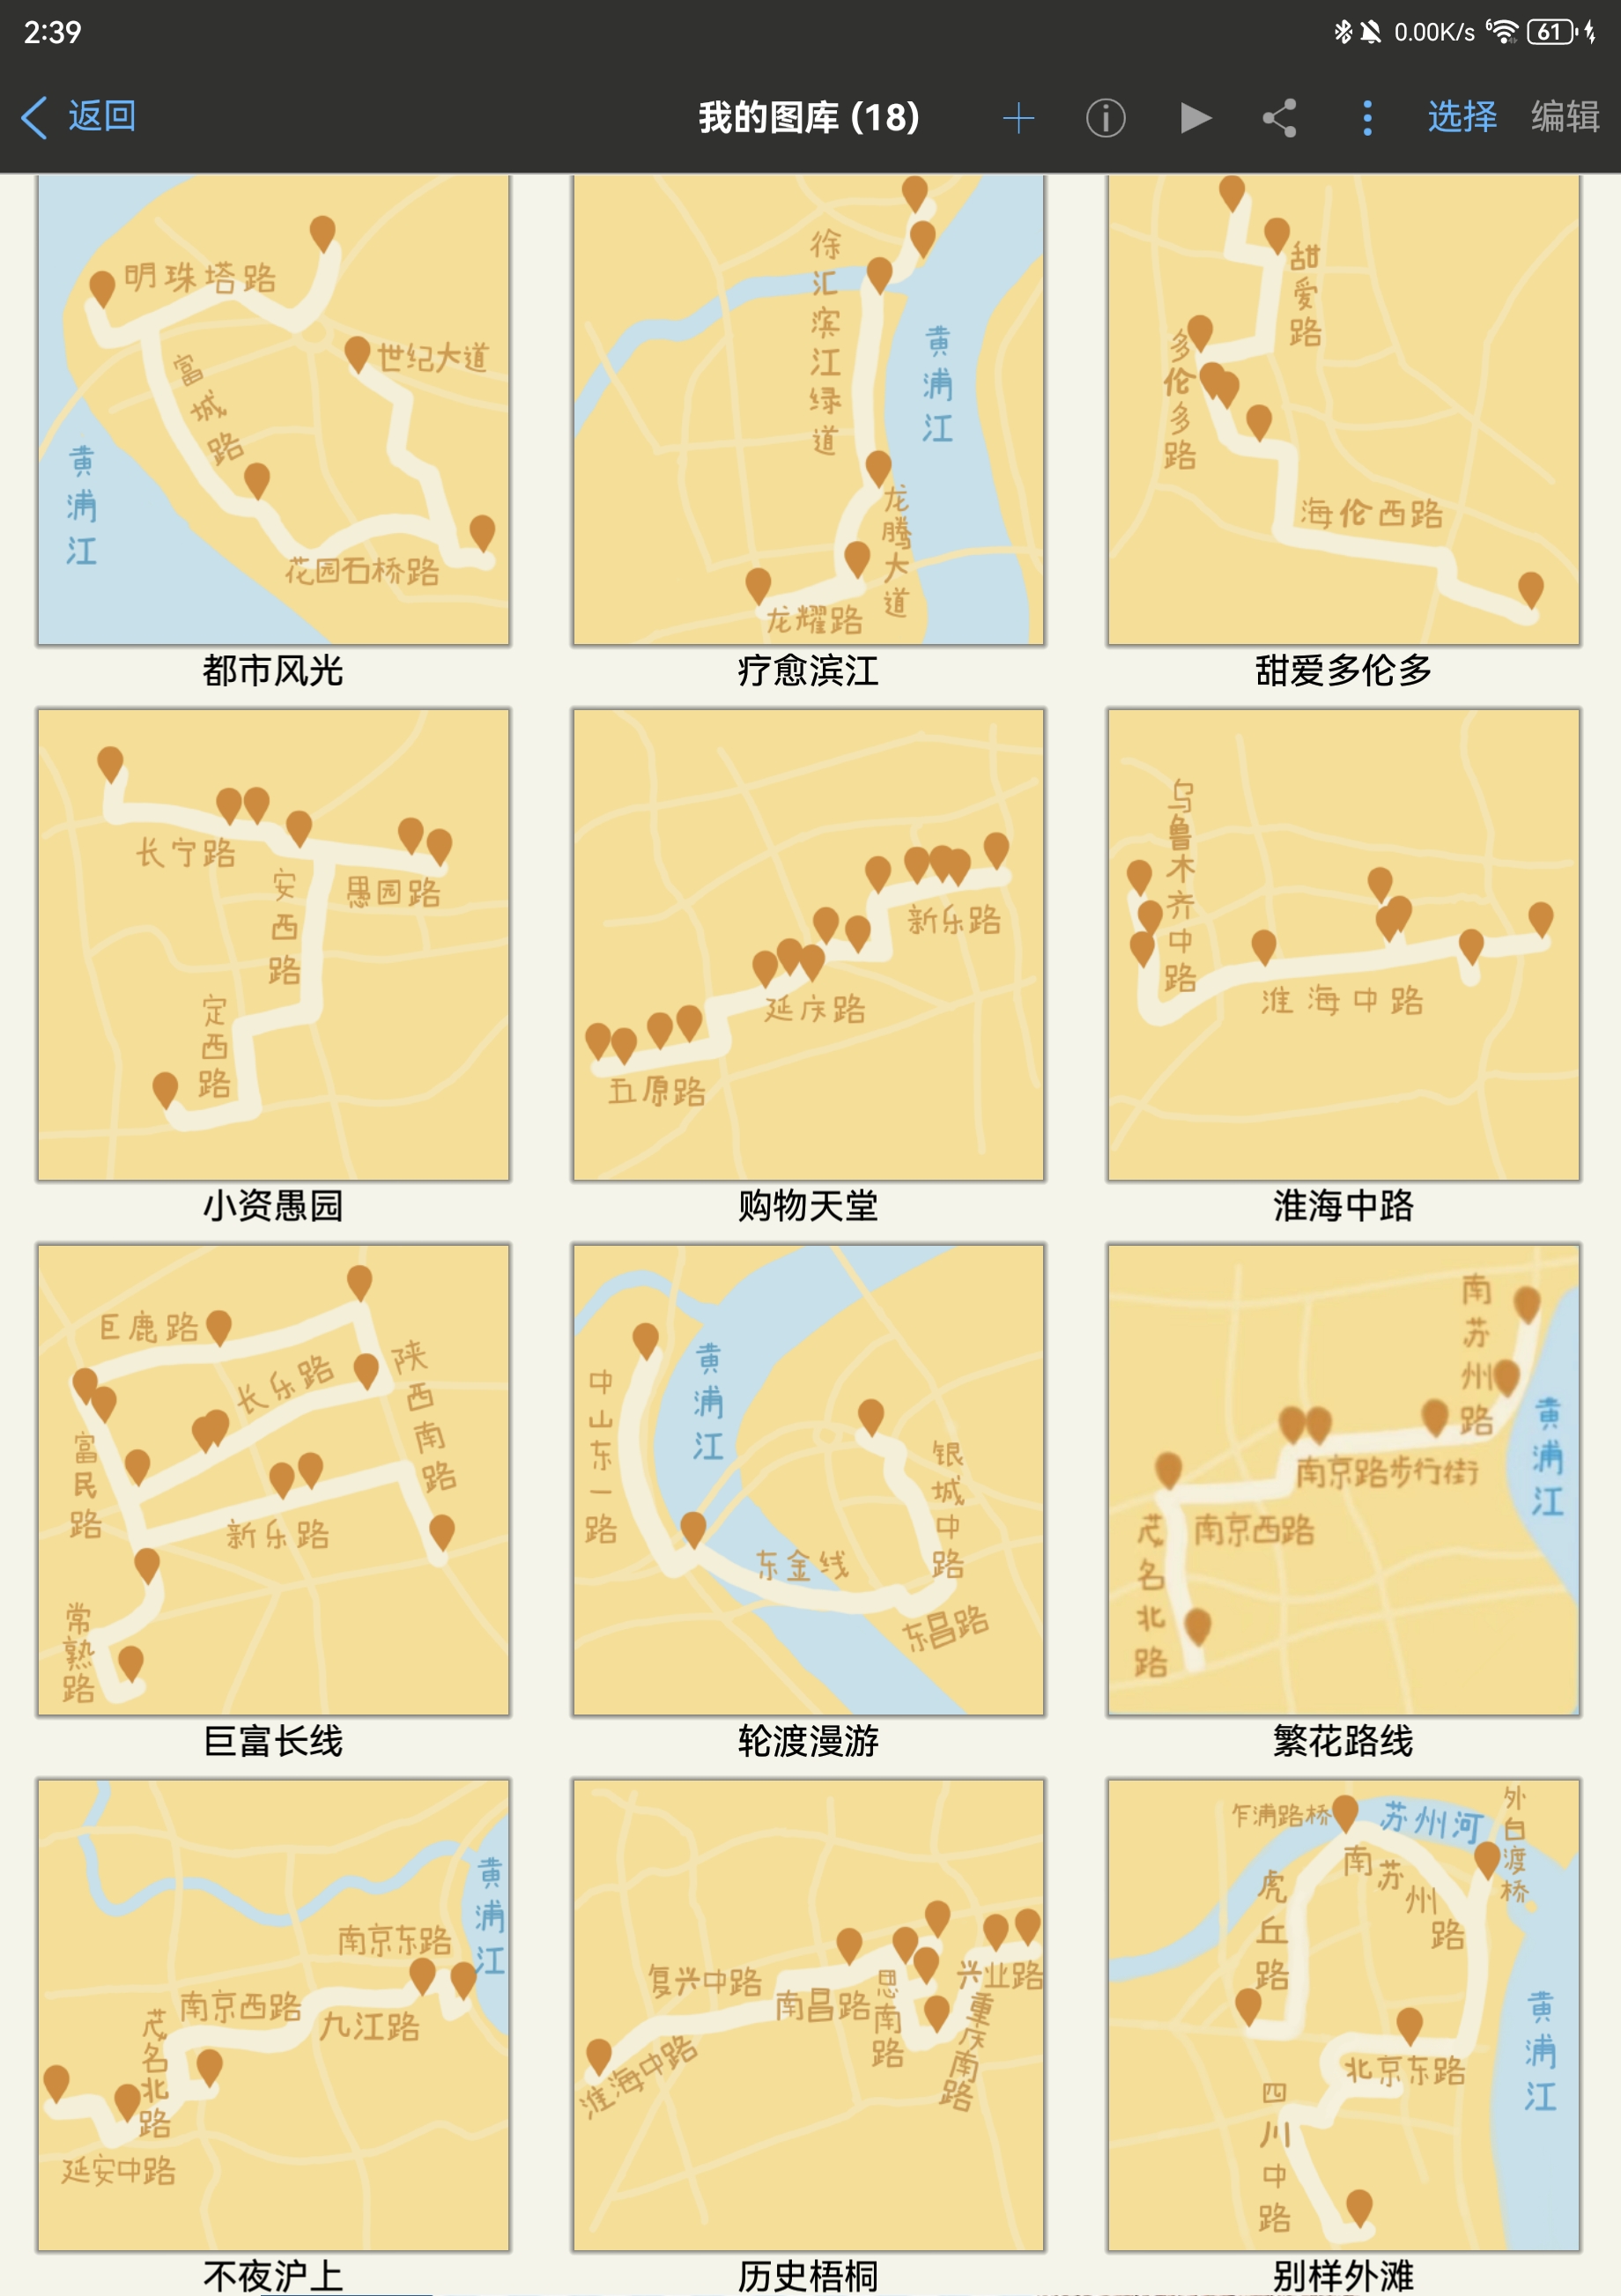 2:39
0.00K/s
6
61
返回
我的图库 (18)
选择
编辑
明珠塔路
富城路
世纪大道
花园石桥路
黄浦江
都市风光
徐汇滨江绿道
黄浦江
龙腾大道
龙耀路
疗愈滨江
甜爱路
多伦多路
海伦西路
甜爱多伦多
长宁路
安西路
愚园路
定西路
小资愚园
新乐路
延庆路
五原路
购物天堂
乌鲁木齐中路
淮海中路
淮海中路
巨鹿路
长乐路
陕西南路
富民路
新乐路
常熟路
巨富长线
中山东一路
黄浦江
银城中路
东金线
东昌路
轮渡漫游
南苏州路
黄浦江
南京路步行街
南京西路
茂名北路
繁花路线
黄浦江
南京东路
南京西路
九江路
茂名北路
延安中路
不夜沪上
复兴中路
南昌路
思南路
兴业路
重庆南路
淮海中路
历史梧桐
乍浦路桥
苏州河
外白渡桥
南苏州路
虎丘路
北京东路
黄浦江
四川中路
别样外滩